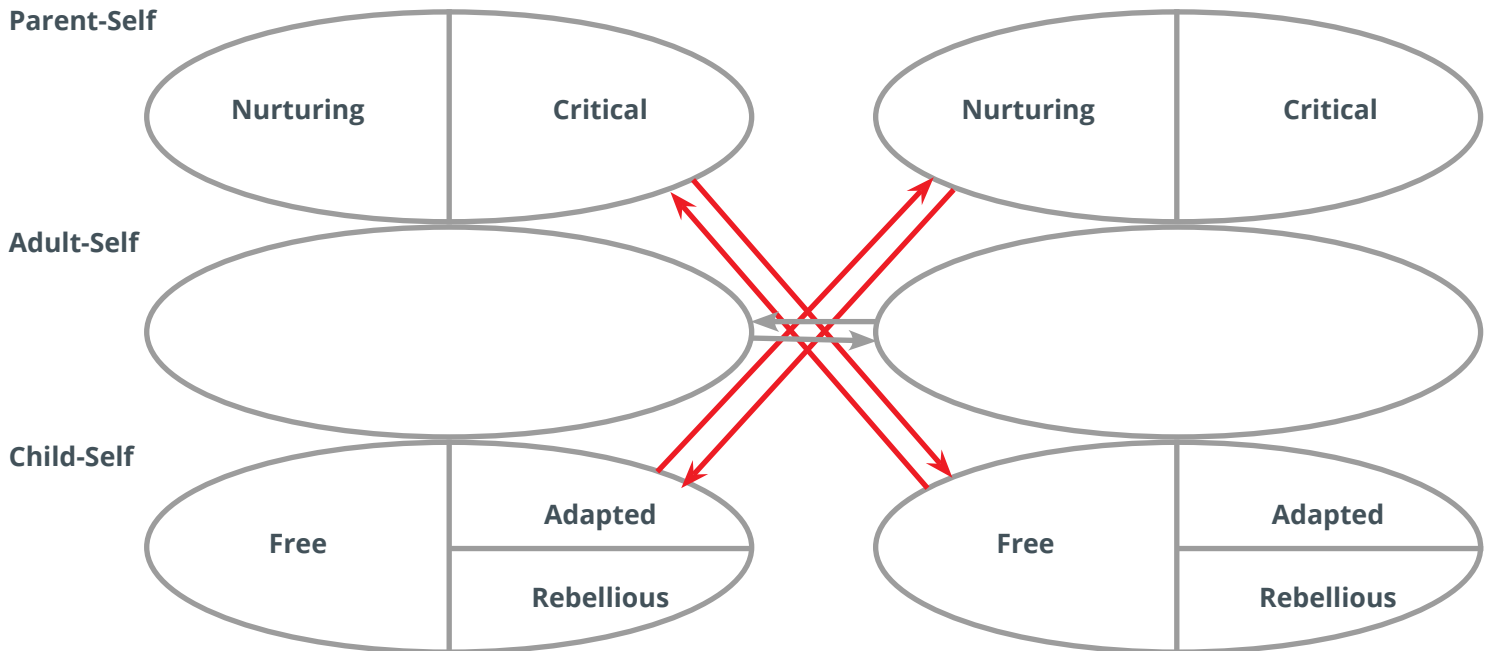 Parent-Self
Nurturing
Critical
Nurturing
Critical
Adult-Self
Child-Self
Free
Adapted
Rebellious
Free
Adapted
Rebellious